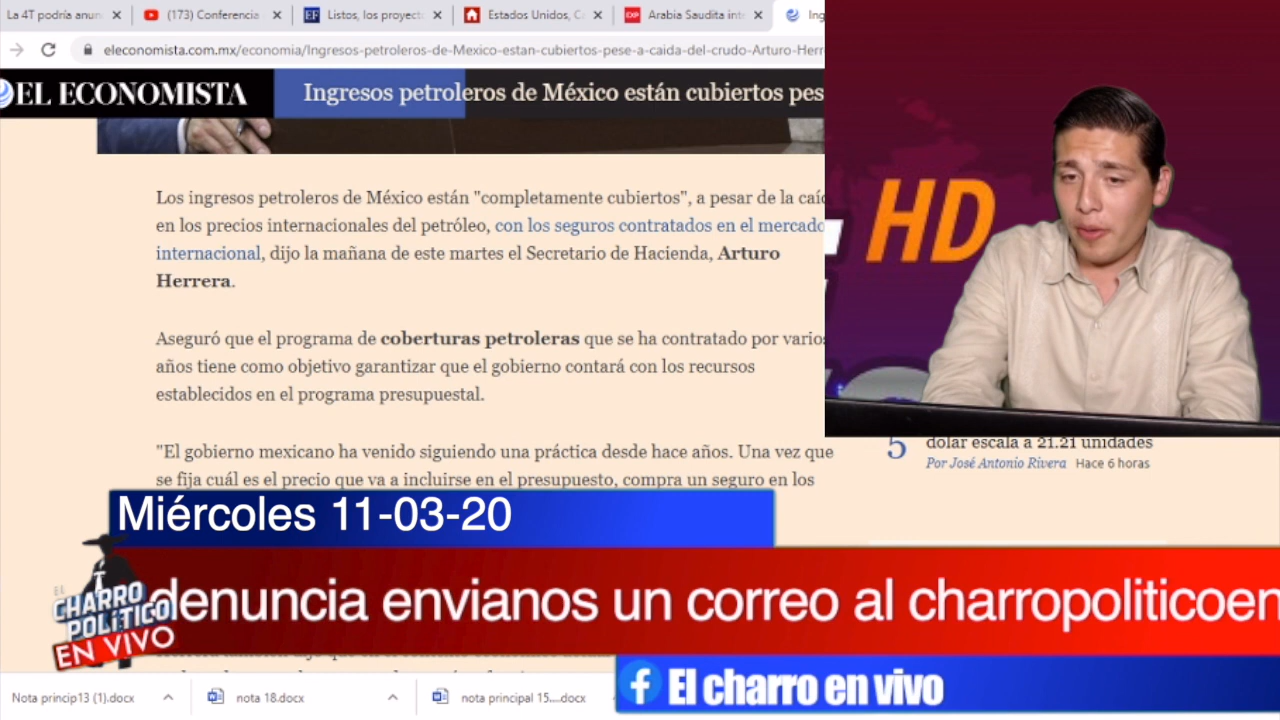 La 4T podría anun
(173) Conferencia
Listos, los proyect
Estados Unidos, C
Arabia Saudita int
Ing
eleconomista.com.mx/economia/Ingresos-petroleros-de-Mexico-estan-cubiertos-pese-a-caida-del-crudo-Arturo-Herr
EL ECONOMISTA
Ingresos petroleros de México están cubiertos pes
HD
Los ingresos petroleros de México están "completamente cubiertos", a pesar de la caíd
en los precios internacionales del petróleo, con los seguros contratados en el mercado
internacional, dijo la mañana de este martes el Secretario de Hacienda, Arturo
Herrera.
Aseguró que el programa de coberturas petroleras que se ha contratado por varios
años tiene como objetivo garantizar que el gobierno contará con los recursos
establecidos en el programa presupuestal.
"El gobierno mexicano ha venido siguiendo una práctica desde hace años. Una vez que
se fija cuál es el precio que va a incluirse en el presupuesto, compra un seguro en los
5
dólar escala a 21.21 unidades
Por José Antonio Rivera Hace 6 horas
Miércoles 11-03-20
denuncia envianos un correo al charropoliticoen
EL
CHARRO
POLÍTICO
EN VIVO
El charro en vivo
Nota princip13 (1).docx
nota 18.docx
nota principal 15....docx